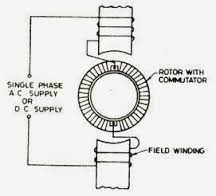 SINGLE PHASE
A C SUPPLY
OR
D C SUPPLY
ROTOR WITH
COMMUTATOR
FIELD WINDING